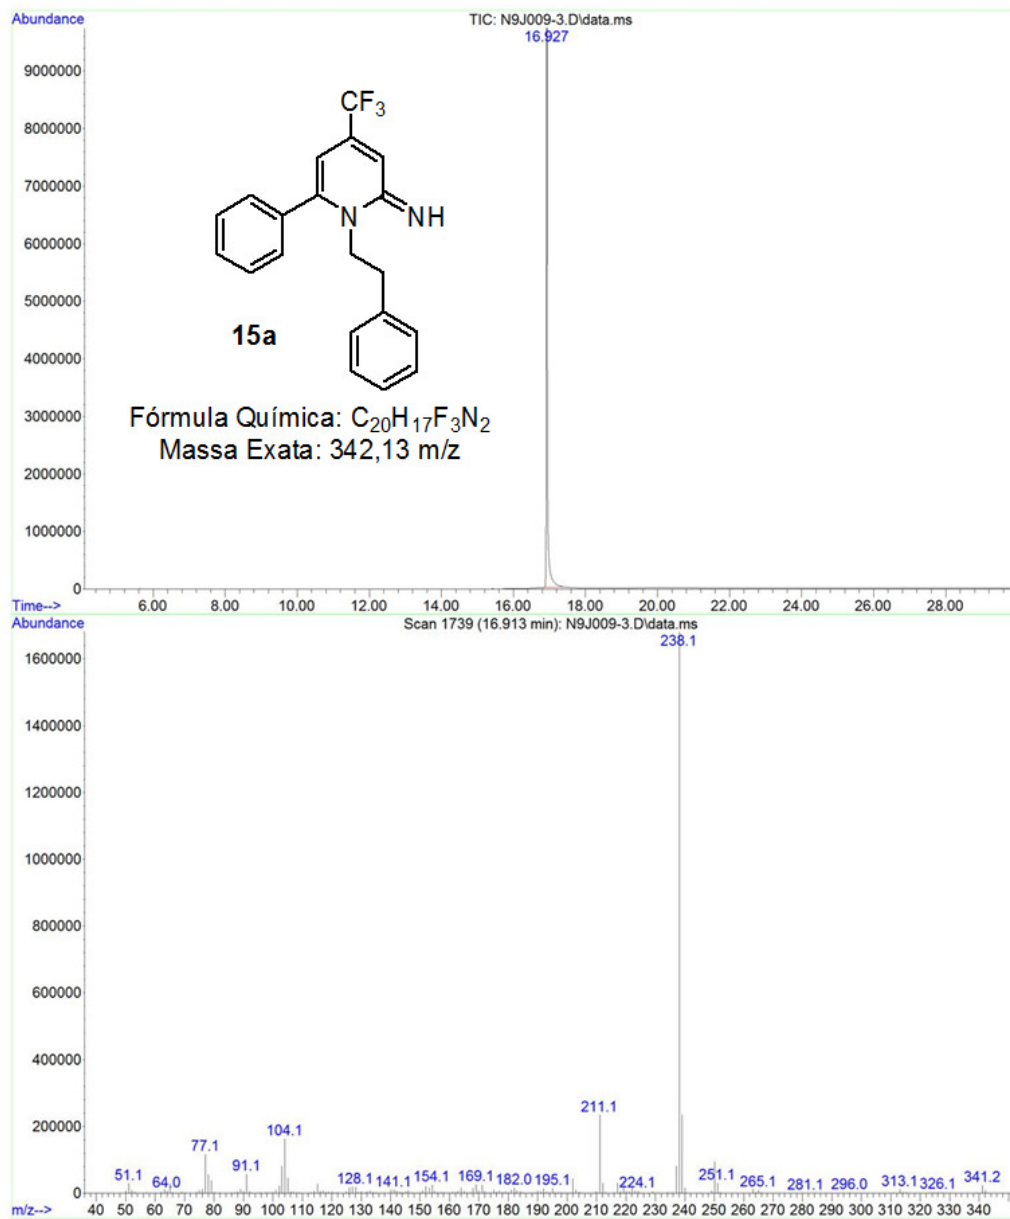 Abundance
TIC: N9J009-3.D\data.ms
16.927
9000000
8000000
7000000
6000000
5000000
4000000
3000000
2000000
1000000
0
CF3
N
NH
15a
Fórmula Química: C20H17F3N2
Massa Exata: 342,13 m/z
6.00 8.00 10.00 12.00 14.00 16.00 18.00 20.00 22.00 24.00 26.00 28.00
Time-->
Abundance
Scan 1739 (16.913 min): N9J009-3.D\data.ms
238.1
1600000
1400000
1200000
1000000
800000
600000
400000
200000
0
51.1 64.0 77.1 91.1 104.1 128.1 141.1 154.1 169.1 182.0 195.1 211.1 224.1 251.1 265.1 281.1 296.0 313.1 326.1 341.2
40 50 60 70 80 90 100 110 120 130 140 150 160 170 180 190 200 210 220 230 240 250 260 270 280 290 300 310 320 330 340
m/z-->